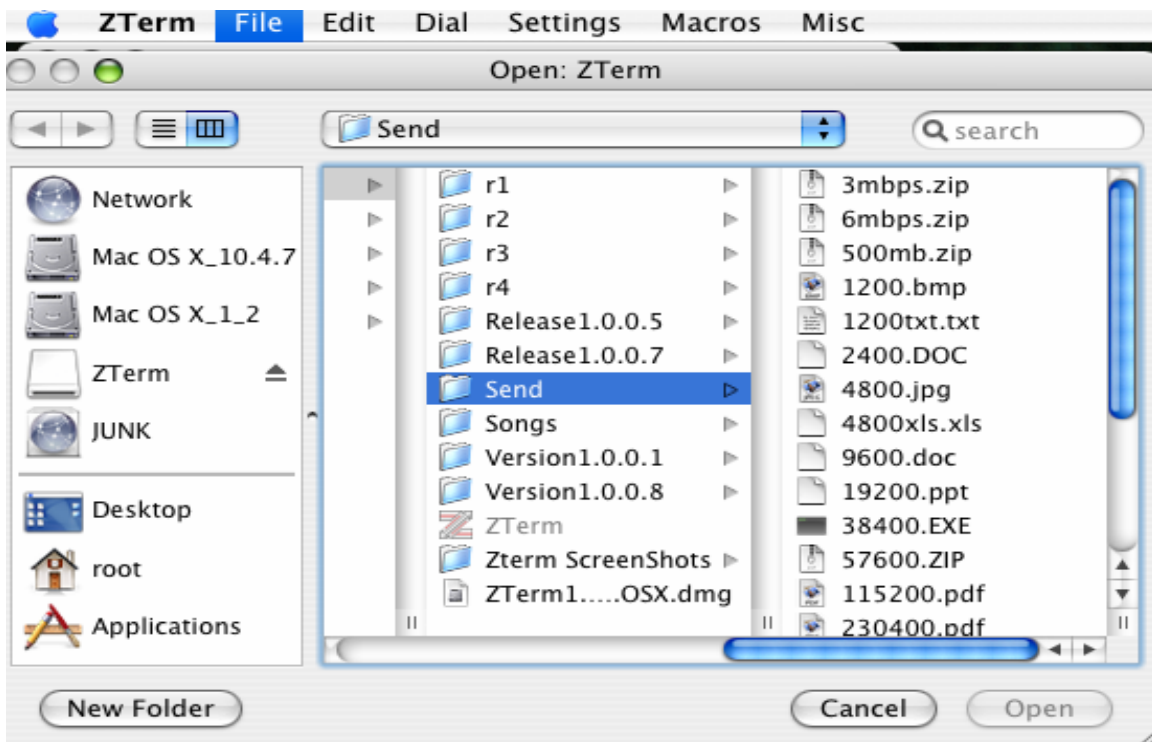 ZTerm File Edit Dial Settings Macros Misc
Open: ZTerm
Send
search
Network
Mac OS X_10.4.7
Mac OS X_1_2
ZTerm
JUNK
Desktop
root
Applications
r1
r2
r3
r4
Release1.0.0.5
Release1.0.0.7
Send
Songs
Version1.0.0.1
Version1.0.0.8
ZTerm
Zterm ScreenShots
ZTerm1.....OSX.dmg
3mbps.zip
6mbps.zip
500mb.zip
1200.bmp
1200txt.txt
2400.DOC
4800.jpg
4800xls.xls
9600.doc
19200.ppt
38400.EXE
57600.ZIP
115200.pdf
230400.pdf
New Folder
Cancel
Open